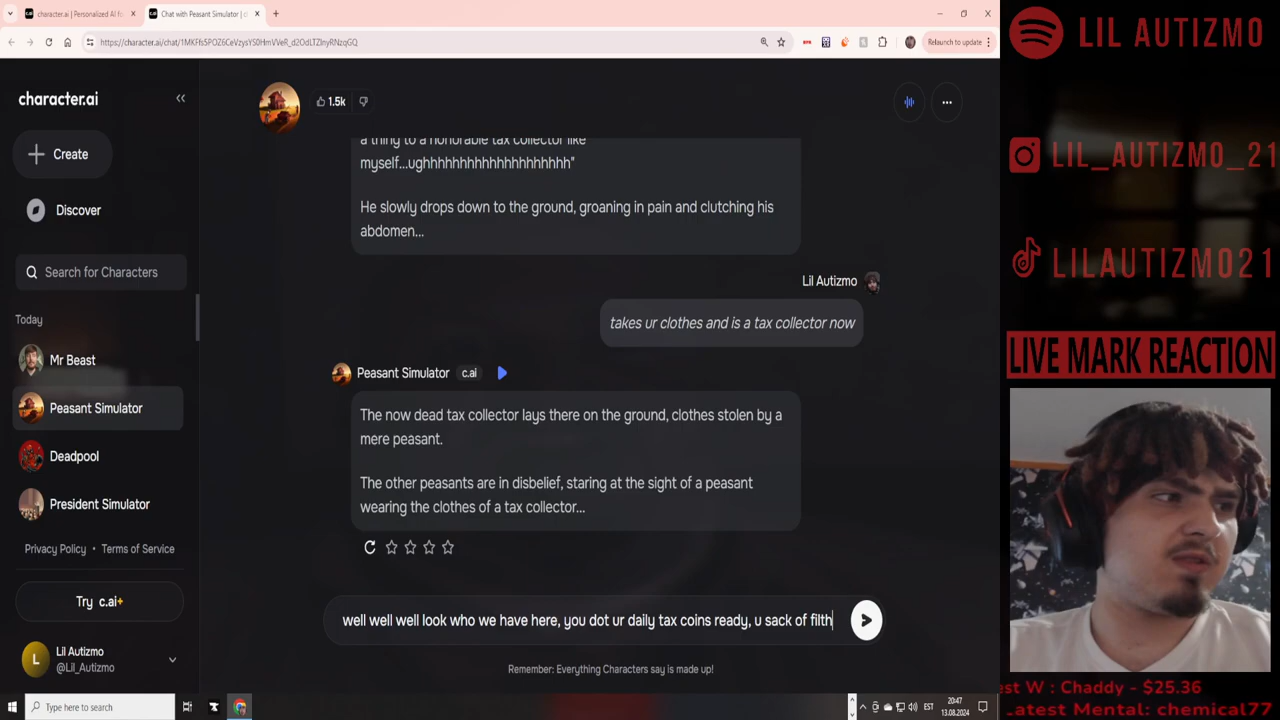 character.ai | Personalized AI for
Chat with Peasant Simulator | c
https://character.ai/chat/1MKFfs5POZ6CeVzysYS0HmVVeR_d2OdLTZlnyRNzqGQ
Relaunch to update
character.ai
Create
Discover
Search for Characters
Today
Mr Beast
Peasant Simulator
Deadpool
President Simulator
Privacy Policy • Terms of Service
Try c.ai+
L
Lil Autizmo
@Lil_Autizmo
1.5k
a thing to a honorable tax collector like
myself...ughhhhhhhhhhhhhhhhhhh"
He slowly drops down to the ground, groaning in pain and clutching his
abdomen...
Lil Autizmo
takes ur clothes and is a tax collector now
Peasant Simulator c.ai
The now dead tax collector lays there on the ground, clothes stolen by a
mere peasant.
The other peasants are in disbelief, staring at the sight of a peasant
wearing the clothes of a tax collector...
well well well look who we have here, you dot ur daily tax coins ready, u sack of filth
Remember: Everything Characters say is made up!
LIL AUTIZMO
LIL_AUTIZMO_21
LILAUTIZMO21
LIVE MARK REACTION
est W : Chaddy - $25.36
Latest Mental: chemical77
Type here to search
EST
20:47
13.08.2024